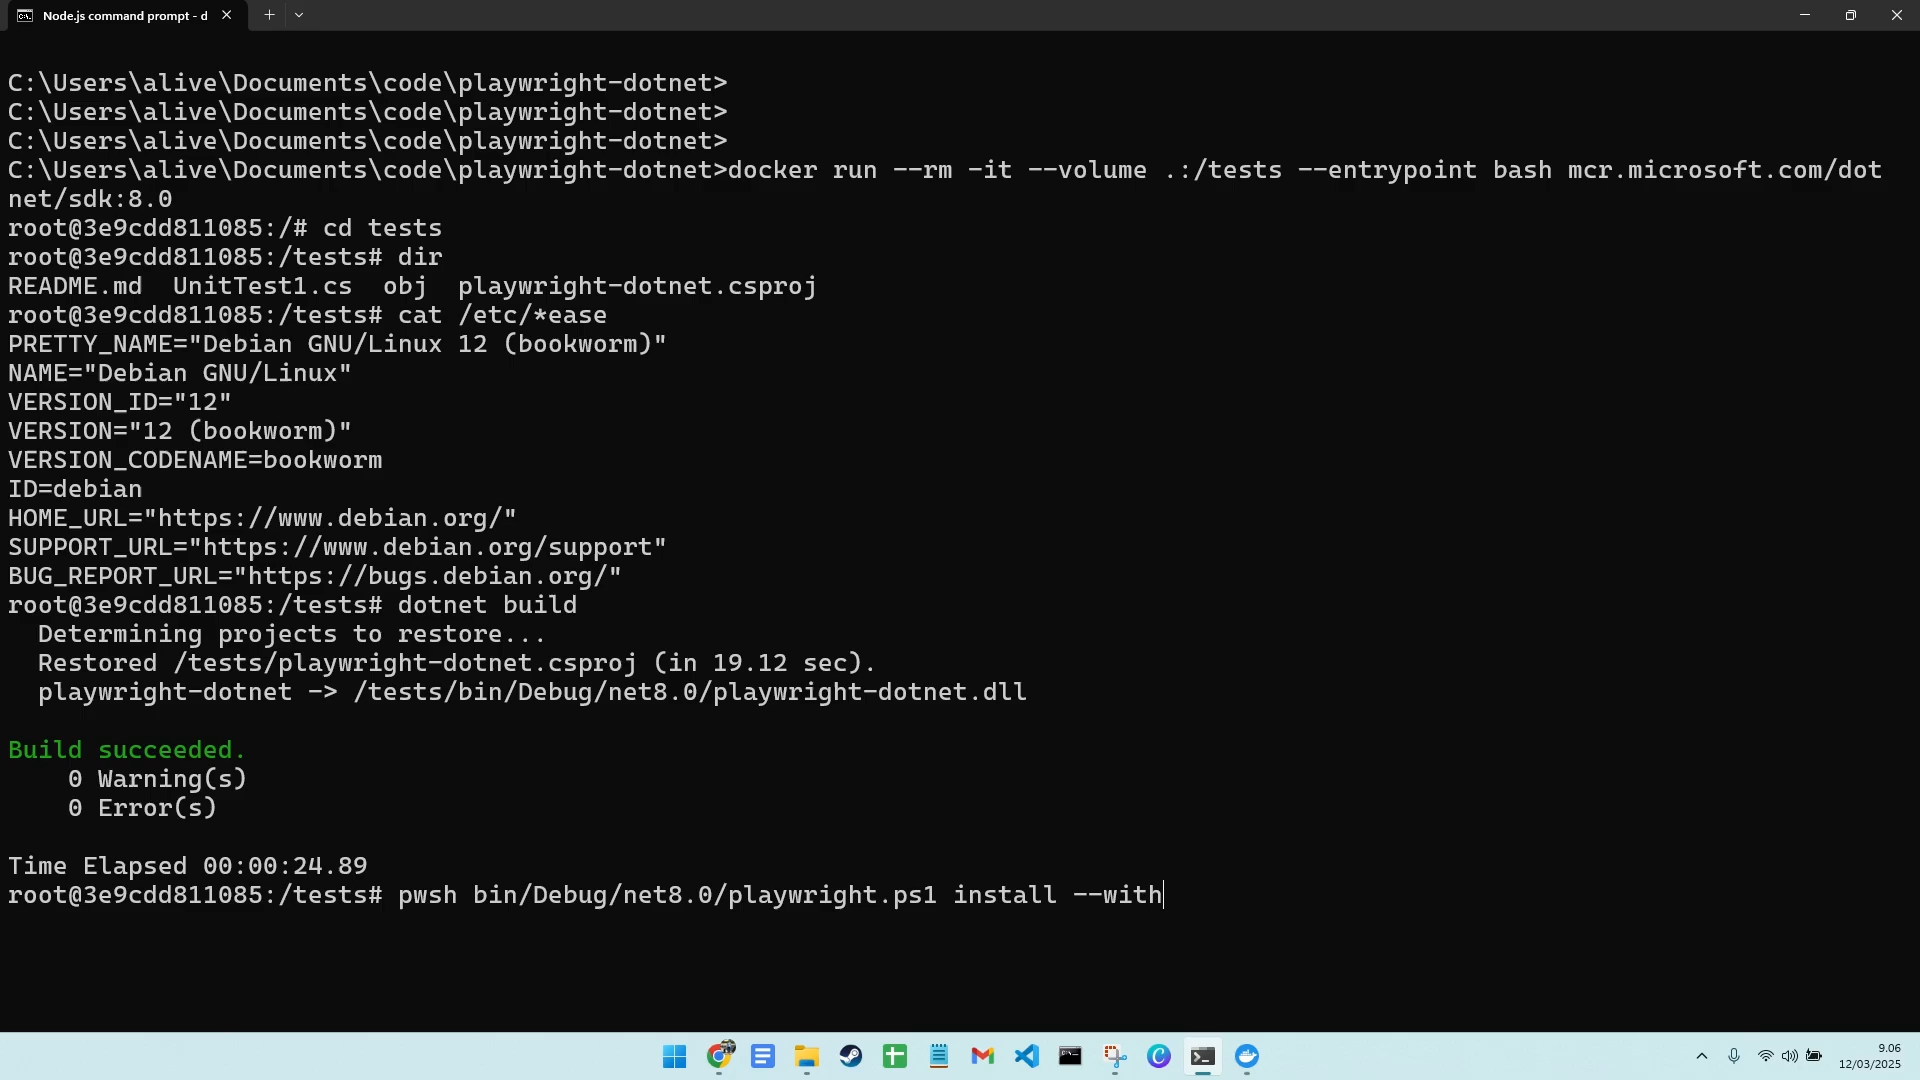 Node.js command prompt - d
C:\Users\alive\Documents\code\playwright-dotnet>
C:\Users\alive\Documents\code\playwright-dotnet>
C:\Users\alive\Documents\code\playwright-dotnet>
C:\Users\alive\Documents\code\playwright-dotnet>docker run --rm -it --volume .:/tests --entrypoint bash mcr.microsoft.com/dot
net/sdk:8.0
root@3e9cdd811085:/# cd tests
root@3e9cdd811085:/tests# dir
README.md  UnitTest1.cs  obj  playwright-dotnet.csproj
root@3e9cdd811085:/tests# cat /etc/*ease
PRETTY_NAME="Debian GNU/Linux 12 (bookworm)"
NAME="Debian GNU/Linux"
VERSION_ID="12"
VERSION="12 (bookworm)"
VERSION_CODENAME=bookworm
ID=debian
HOME_URL="https://www.debian.org/"
SUPPORT_URL="https://www.debian.org/support"
BUG_REPORT_URL="https://bugs.debian.org/"
root@3e9cdd811085:/tests# dotnet build
  Determining projects to restore...
  Restored /tests/playwright-dotnet.csproj (in 19.12 sec).
  playwright-dotnet -> /tests/bin/Debug/net8.0/playwright-dotnet.dll
Build succeeded.
    0 Warning(s)
    0 Error(s)
Time Elapsed 00:00:24.89
root@3e9cdd811085:/tests# pwsh bin/Debug/net8.0/playwright.ps1 install --with
9.06
12/03/2025